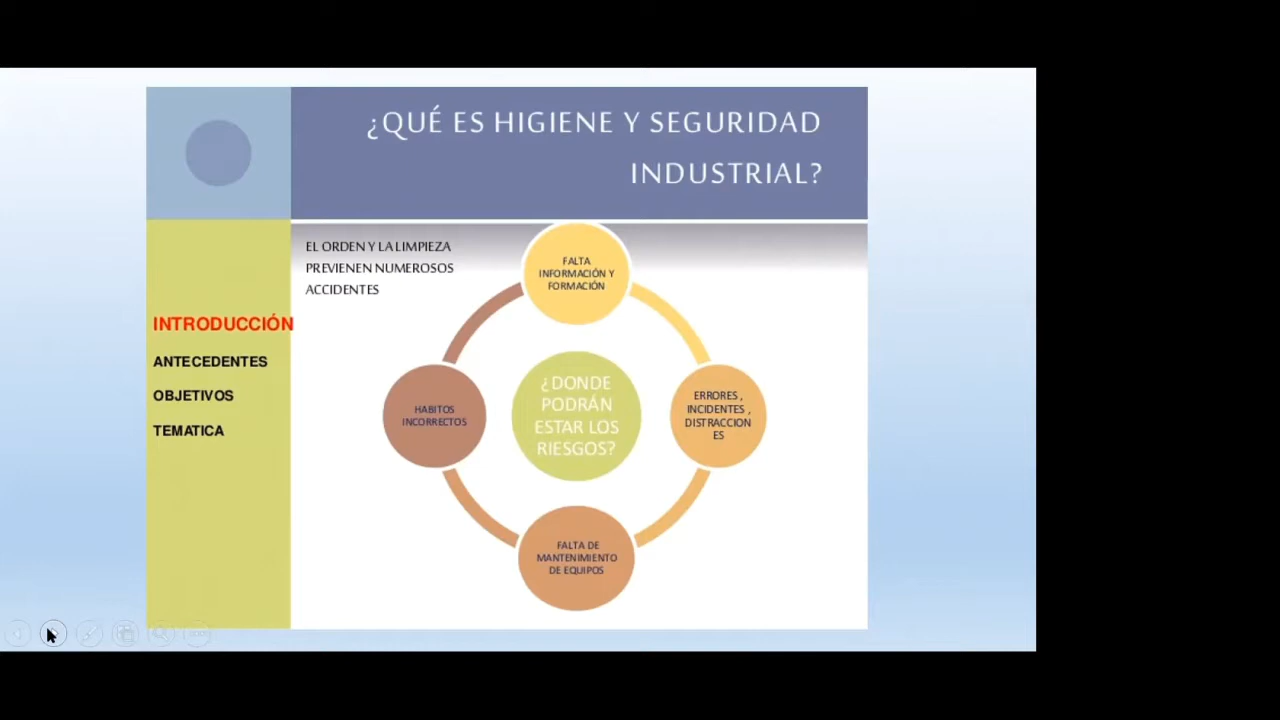 ¿QUÉ ES HIGIENE Y SEGURIDAD
INDUSTRIAL?
EL ORDEN Y LA LIMPIEZA
PREVIENEN NUMEROSOS
ACCIDENTES
INTRODUCCIÓN
ANTECEDENTES
OBJETIVOS
TEMATICA
FALTA
INFORMACIÓN Y
FORMACIÓN
ERRORES ,
INCIDENTES ,
DISTRACCION
ES
FALTA DE
MANTENIMIENTO
DE EQUIPOS
HABITOS
INCORRECTOS
¿DONDE
PODRÁN
ESTAR LOS
RIESGOS?